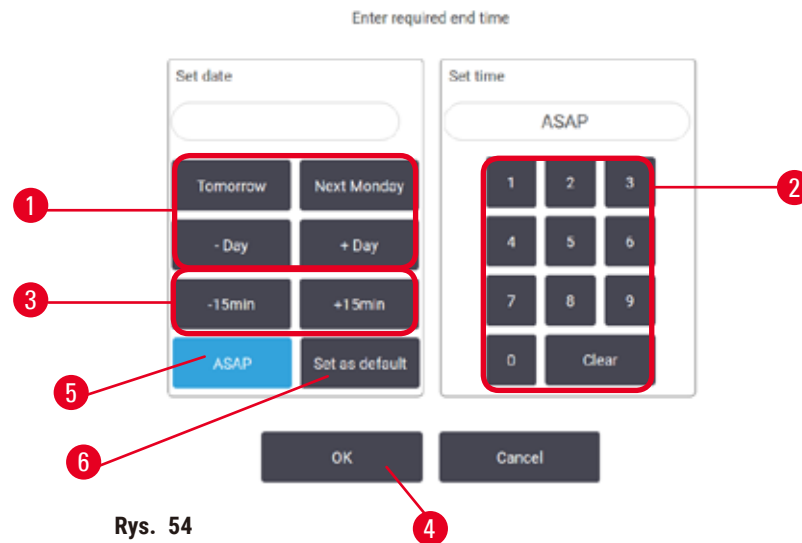 Enter required end time
Set date
Set time
ASAP
Tomorrow
Next Monday
- Day
+ Day
-15min
+15min
ASAP
Set as default
1 2 3
4 5 6
7 8 9
0 Clear
OK
Cancel
1
2
3
5
6
4
Rys. 54